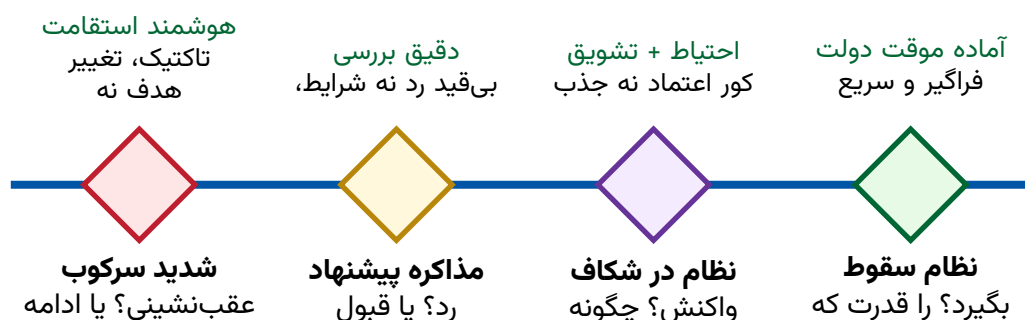 هوشمند استقامت
تاکتیک، تغییر
هدف نه
شدید سرکوب
عقب‌نشینی؟ یا ادامه
دقیق بررسی
بی‌قید رد نه شرایط،
مذاکره پیشنهاد
رد؟ یا قبول
احتیاط + تشویق
کور اعتماد نه جذب
نظام در شکاف
واکنش؟ چگونه
آماده موقت دولت
فراگیر و سریع
نظام سقوط
بگیرد؟ را قدرت که